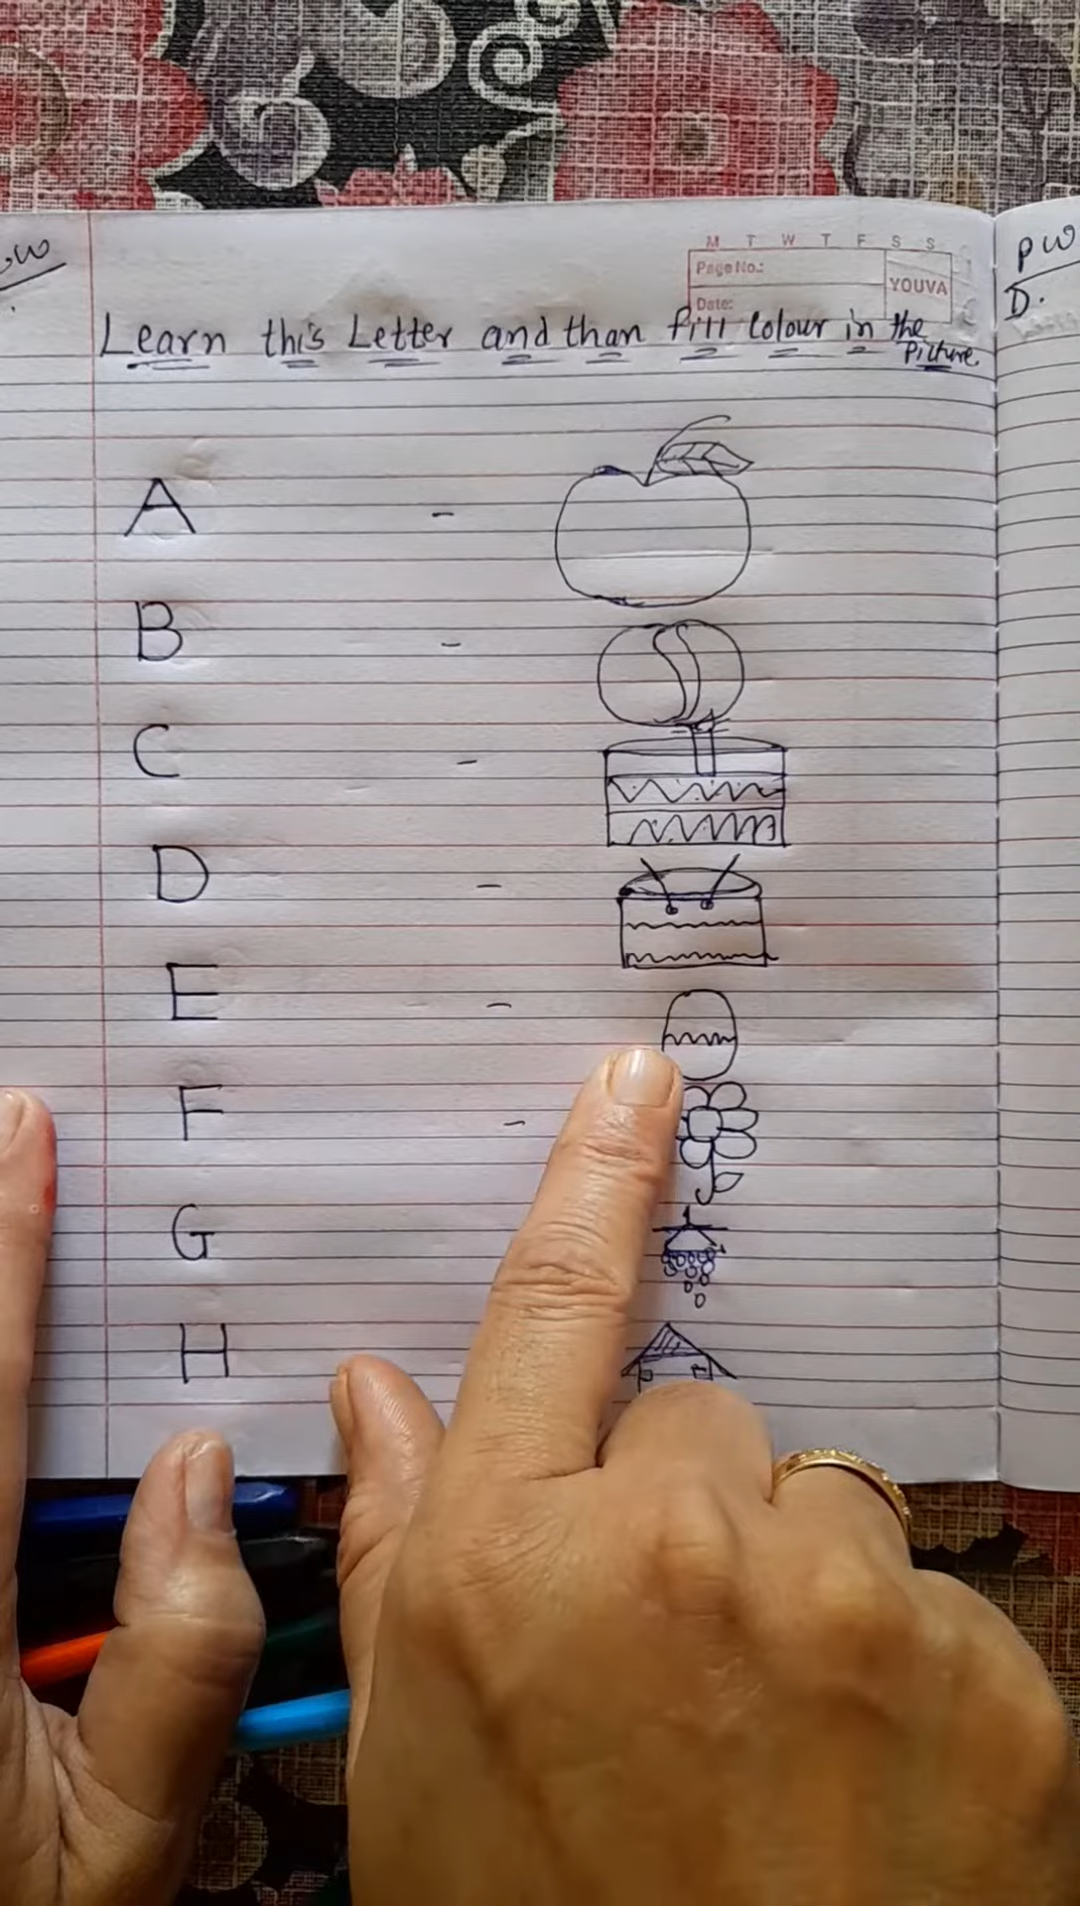 M T W T F S S
Page No.:
YOUVA
Date:
Learn this Letter and than fill Colour in the
Picture.
A -
B -
C -
D -
E -
F -
G
H
PW
D.